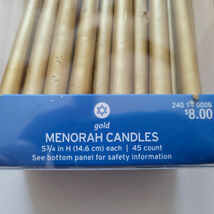 gold
MENORAH CANDLES
5¾ in H (14.6 cm) each | 45 count
See bottom panel for safety information
$8.00